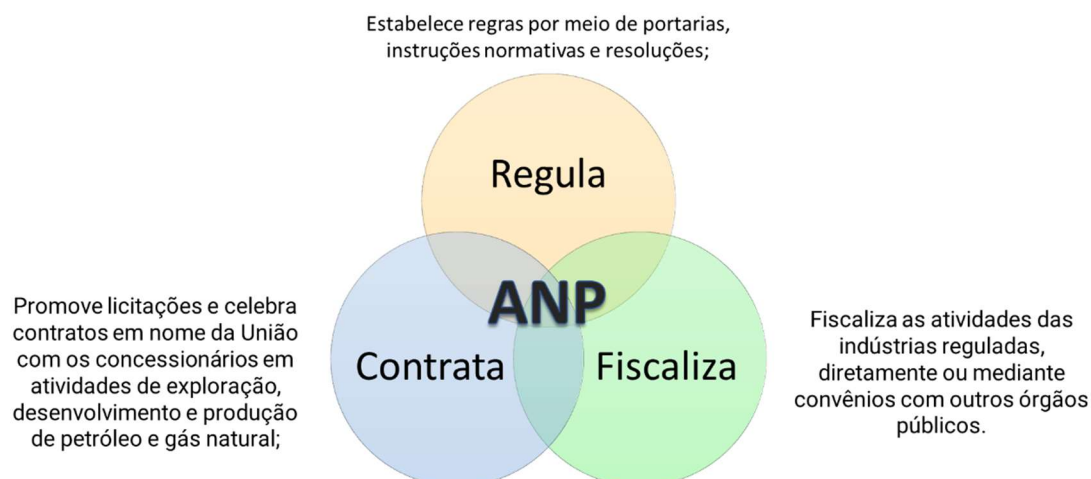 Estabelece regras por meio de portarias,
instruções normativas e resoluções;
Regula
ANP
Contrata
Fiscaliza
Promove licitações e celebra
contratos em nome da União
com os concessionários em
atividades de exploração,
desenvolvimento e produção
de petróleo e gás natural;
Fiscaliza as atividades das
indústrias reguladas,
diretamente ou mediante
convênios com outros órgãos
públicos.